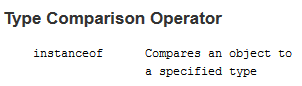 Type Comparison Operator
instanceof Compares an object to
a specified type